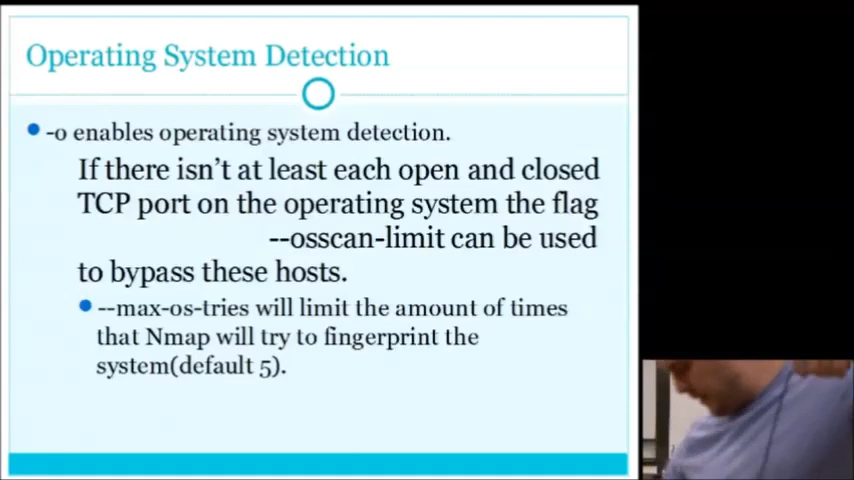 Operating System Detection
-o enables operating system detection.
If there isn't at least each open and closed
TCP port on the operating system the flag
--osscan-limit can be used
to bypass these hosts.
--max-os-tries will limit the amount of times
that Nmap will try to fingerprint the
system(default 5).